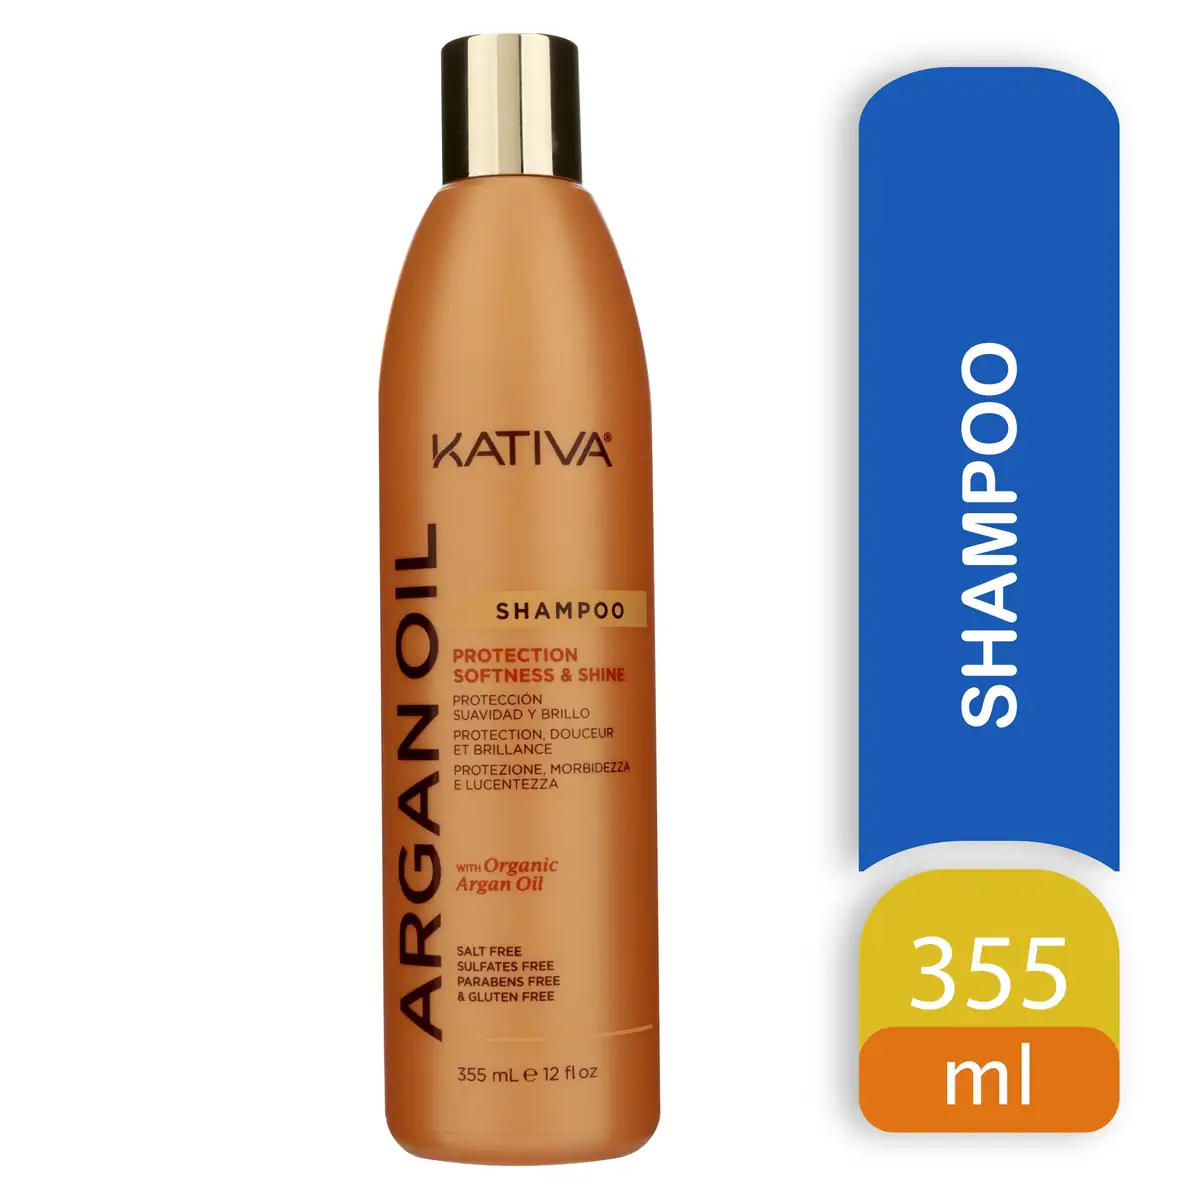 KATIVA®
ARGAN OIL
SHAMPOO
PROTECTION
SOFTNESS & SHINE
PROTECCIÓN
SUAVIDAD Y BRILLO
PROTECTION, DOUCEUR
ET BRILLANCE
PROTEZIONE, MORBIDEZZA
E LUCENTEZZA
WITH Organic
Argan Oil
SALT FREE
SULFATES FREE
PARABENS FREE
& GLUTEN FREE
355 mL ℮ 12 fl oz
SHAMPOO
355
ml